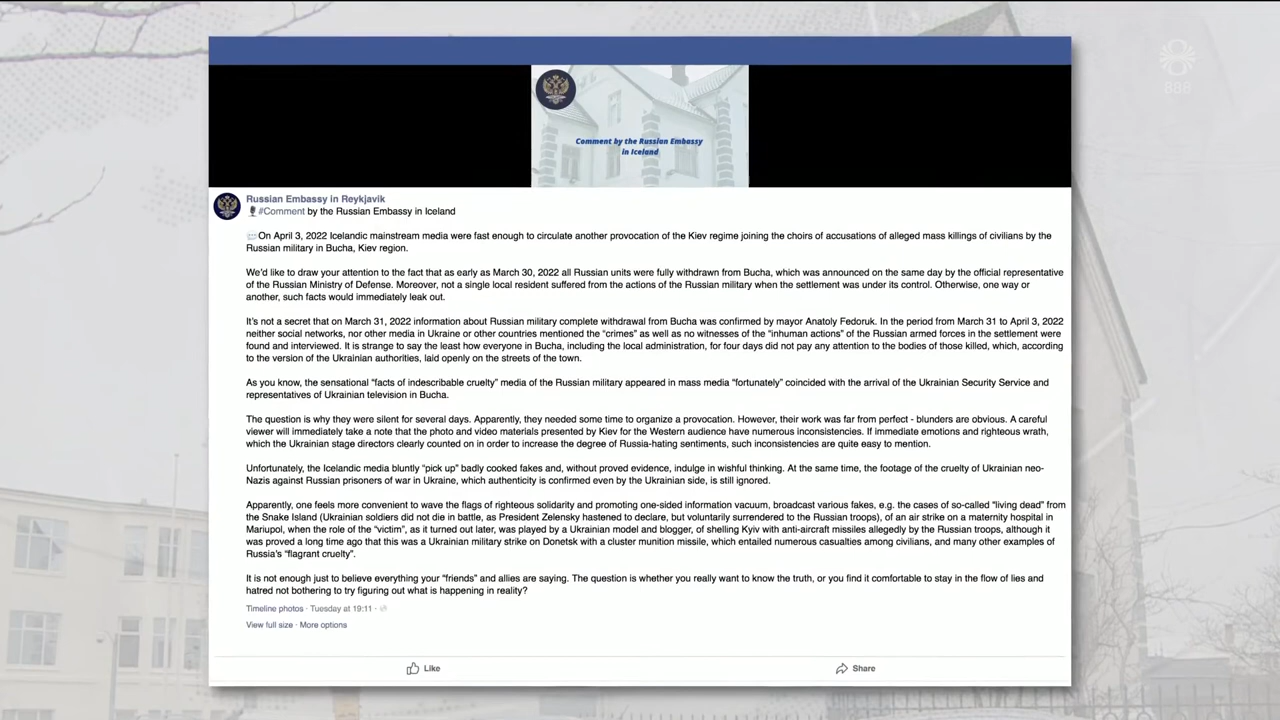 888
Comment by the Russian Embassy
in Iceland
Russian Embassy in Reykjavik
#Comment by the Russian Embassy in Iceland
On April 3, 2022 Icelandic mainstream media were fast enough to circulate another provocation of the Kiev regime joining the choirs of accusations of alleged mass killings of civilians by the
Russian military in Bucha, Kiev region.
We'd like to draw your attention to the fact that as early as March 30, 2022 all Russian units were fully withdrawn from Bucha, which was announced on the same day by the official representative
of the Russian Ministry of Defense. Moreover, not a single local resident suffered from the actions of the Russian military when the settlement was under its control. Otherwise, one way or
another, such facts would immediately leak out.
It's not a secret that on March 31, 2022 information about Russian military complete withdrawal from Bucha was confirmed by mayor Anatoly Fedoruk. In the period from March 31 to April 3, 2022
neither social networks, nor other media in Ukraine or other countries mentioned the “crimes” as well as no witnesses of the “inhuman actions” of the Russian armed forces in the settlement were
found and interviewed. It is strange to say the least how everyone in Bucha, including the local administration, for four days did not pay any attention to the bodies of those killed, which, according
to the version of the Ukrainian authorities, laid openly on the streets of the town.
As you know, the sensational “facts of indescribable cruelty” media of the Russian military appeared in mass media “fortunately” coincided with the arrival of the Ukrainian Security Service and
representatives of Ukrainian television in Bucha.
The question is why they were silent for several days. Apparently, they needed some time to organize a provocation. However, their work was far from perfect - blunders are obvious. A careful
viewer will immediately take a note that the photo and video materials presented by Kiev for the Western audience have numerous inconsistencies. If immediate emotions and righteous wrath,
which the Ukrainian stage directors clearly counted on in order to increase the degree of Russia-hating sentiments, such inconsistencies are quite easy to mention.
Unfortunately, the Icelandic media bluntly “pick up” badly cooked fakes and, without proved evidence, indulge in wishful thinking. At the same time, the footage of the cruelty of Ukrainian neo-
Nazis against Russian prisoners of war in Ukraine, which authenticity is confirmed even by the Ukrainian side, is still ignored.
Apparently, one feels more convenient to wave the flags of righteous solidarity and promoting one-sided information vacuum, broadcast various fakes, e.g. the cases of so-called “living dead” from
the Snake Island (Ukrainian soldiers did not die in battle, as President Zelensky hastened to declare, but voluntarily surrendered to the Russian troops), of an air strike on a maternity hospital in
Mariupol, when the role of the “victim”, as it turned out later, was played by a Ukrainian model and blogger, of shelling Kyiv with anti-aircraft missiles allegedly by the Russian troops, although it
was proved a long time ago that this was a Ukrainian military strike on Donetsk with a cluster munition missile, which entailed numerous casualties among civilians, and many other examples of
Russia's “flagrant cruelty”.
It is not enough just to believe everything your “friends” and allies are saying. The question is whether you really want to know the truth, or you find it comfortable to stay in the flow of lies and
hatred not bothering to try figuring out what is happening in reality?
Timeline photos · Tuesday at 19:11 ·
View full size · More options
Like
Share